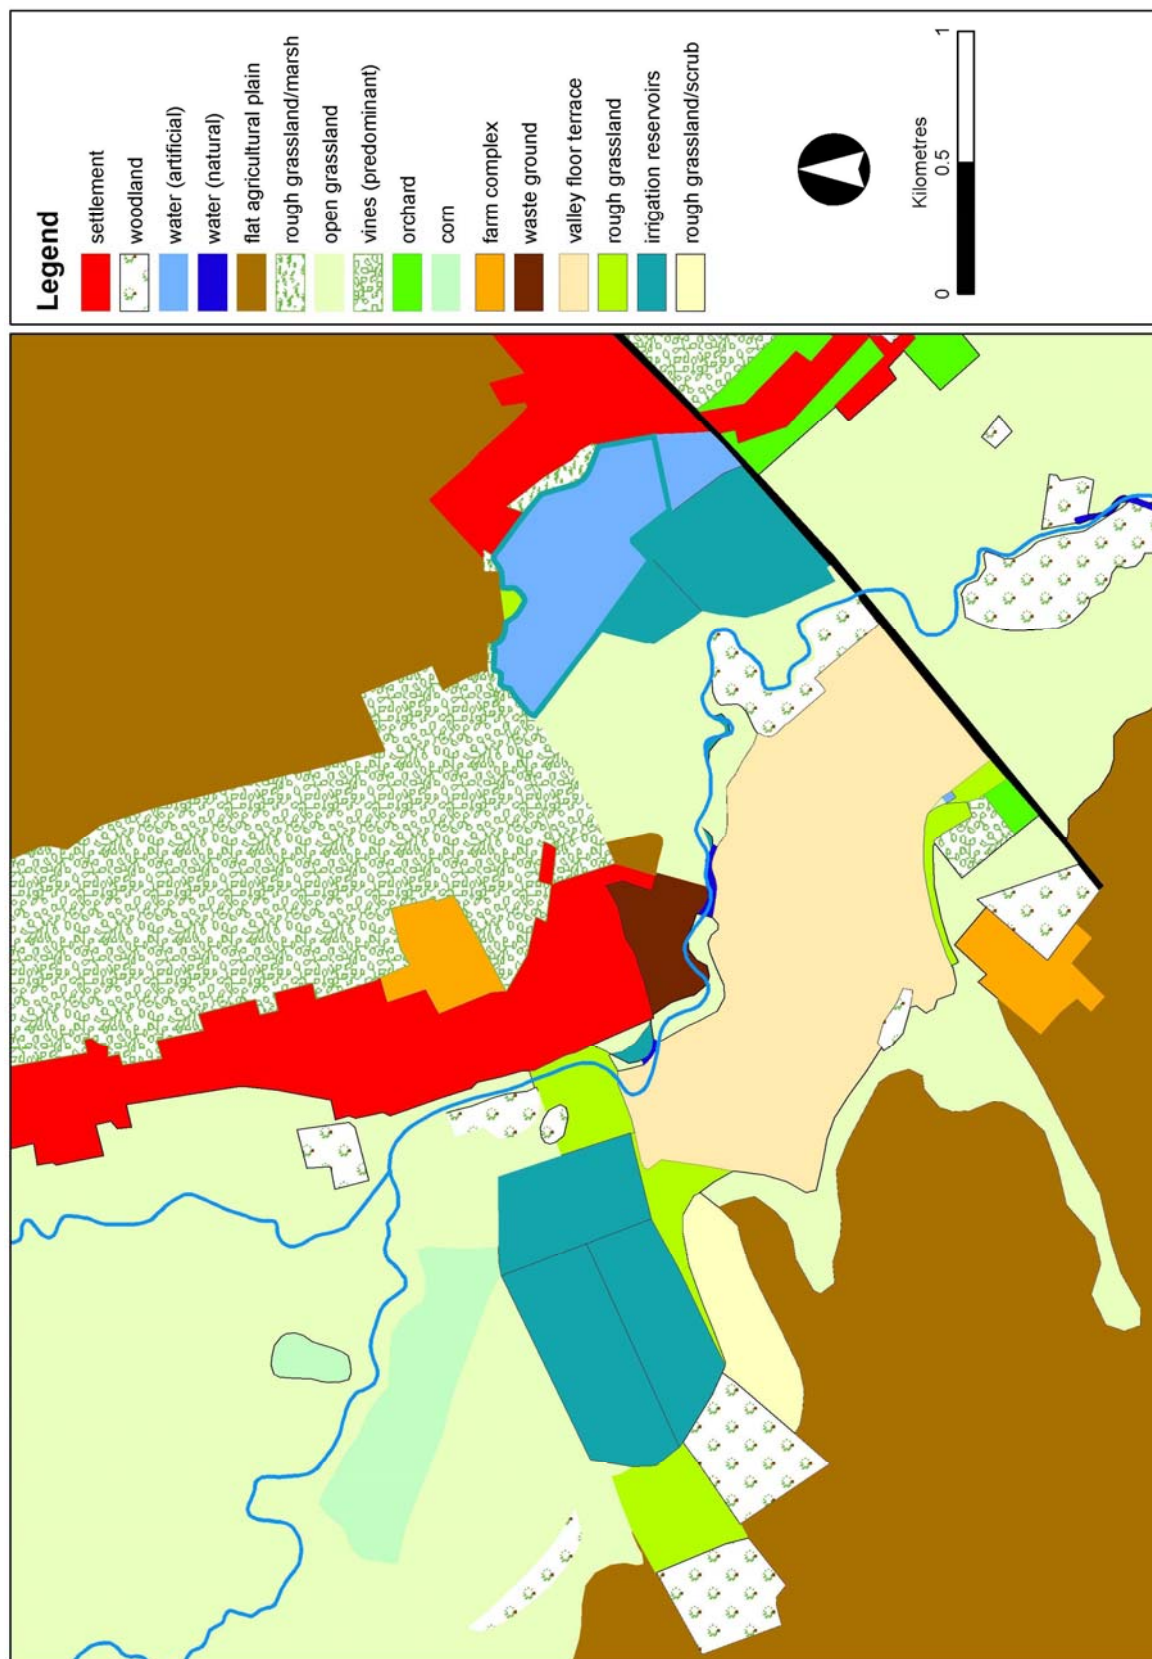 Legend
settlement
woodland
water (artificial)
water (natural)
flat agricultural plain
rough grassland/marsh
open grassland
vines (predominant)
orchard
corn
farm complex
waste ground
valley floor terrace
rough grassland
irrigation reservoirs
rough grassland/scrub
Kilometres
0 0.5 1